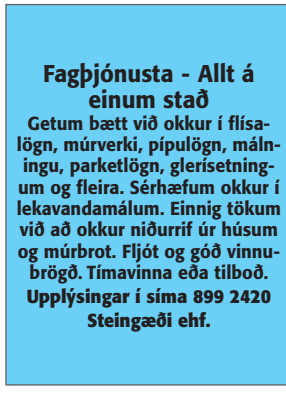 Fagþjónusta - Allt á
einum stað
Getum bætt við okkur í flísa-
lögn, múrverki, pípulögn, máln-
ingu, parketlögn, glerísetning-
um og fleira. Sérhæfum okkur í
lekavandamálum. Einnig tökum
við að okkur niðurrif úr húsum
og múrbrot. Fljót og góð vinnu-
brögð. Tímavinna eða tilboð.
Upplýsingar í síma 899 2420
Steingæði ehf.